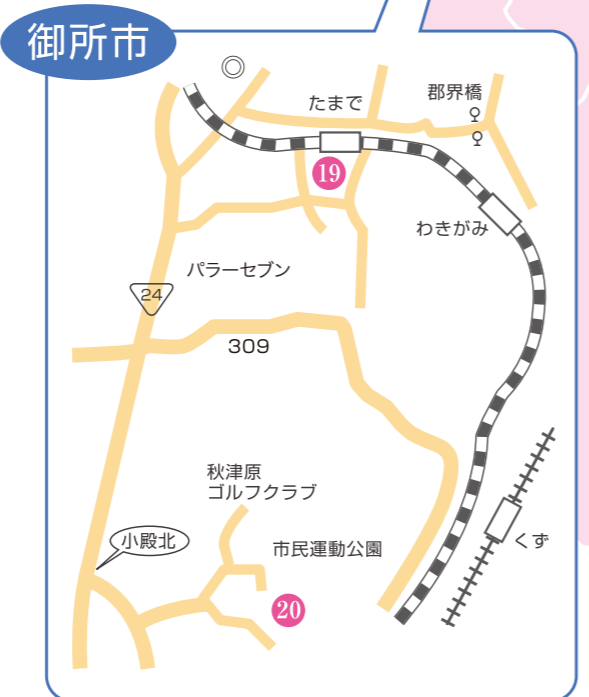 御所市
たまで
郡界橋
19
わきがみ
パラーセブン
24
309
秋津原
ゴルフクラブ
小殿北
市民運動公園
くず
20